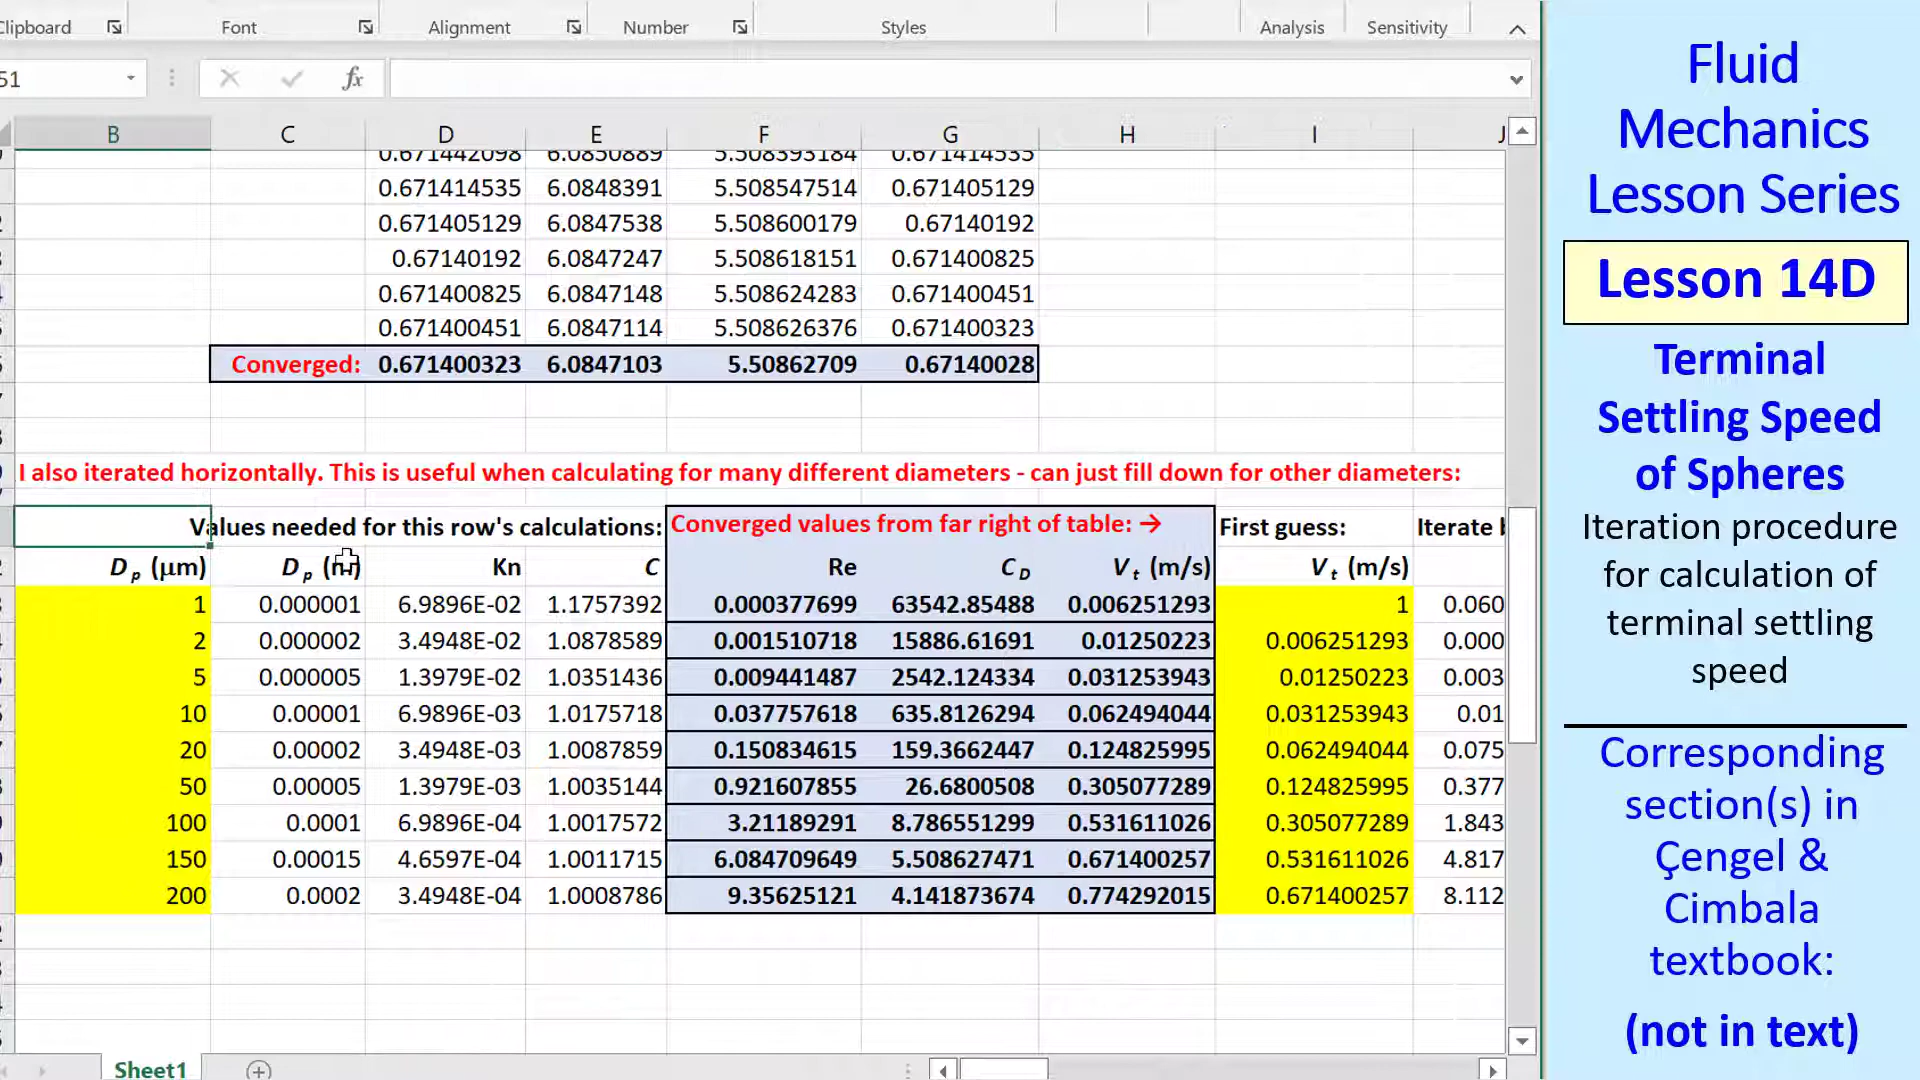 Clipboard Font Alignment Number Styles Analysis Sensitivity
51 fx
B C D E F G H I J
0.671442098 6.0850889 5.508393184 0.671414535
0.671414535 6.0848391 5.508547514 0.671405129
0.671405129 6.0847538 5.508600179 0.67140192
0.67140192 6.0847247 5.508618151 0.671400825
0.671400825 6.0847148 5.508624283 0.671400451
0.671400451 6.0847114 5.508626376 0.671400323
Converged: 0.671400323 6.0847103 5.50862709 0.67140028
I also iterated horizontally. This is useful when calculating for many different diameters - can just fill down for other diameters:
Values needed for this row's calculations: Converged values from far right of table: → First guess: Iterate
Dp (μm) Dp (m) Kn C Re CD Vt (m/s) Vt (m/s)
1 0.000001 6.9896E-02 1.1757392 0.000377699 63542.85488 0.006251293 1 0.060
2 0.000002 3.4948E-02 1.0878589 0.001510718 15886.61691 0.01250223 0.006251293 0.000
5 0.000005 1.3979E-02 1.0351436 0.009441487 2542.124334 0.031253943 0.01250223 0.003
10 0.00001 6.9896E-03 1.0175718 0.037757618 635.8126294 0.062494044 0.031253943 0.01
20 0.00002 3.4948E-03 1.0087859 0.150834615 159.3662447 0.124825995 0.062494044 0.075
50 0.00005 1.3979E-03 1.0035144 0.921607855 26.6800508 0.305077289 0.124825995 0.377
100 0.0001 6.9896E-04 1.0017572 3.21189291 8.786551299 0.531611026 0.305077289 1.843
150 0.00015 4.6597E-04 1.0011715 6.084709649 5.508627471 0.671400257 0.531611026 4.817
200 0.0002 3.4948E-04 1.0008786 9.35625121 4.141873674 0.774292015 0.671400257 8.112
Sheet1
Fluid
Mechanics
Lesson Series
Lesson 14D
Terminal
Settling Speed
of Spheres
Iteration procedure
for calculation of
terminal settling
speed
Corresponding
section(s) in
Çengel &
Cimbala
textbook:
(not in text)